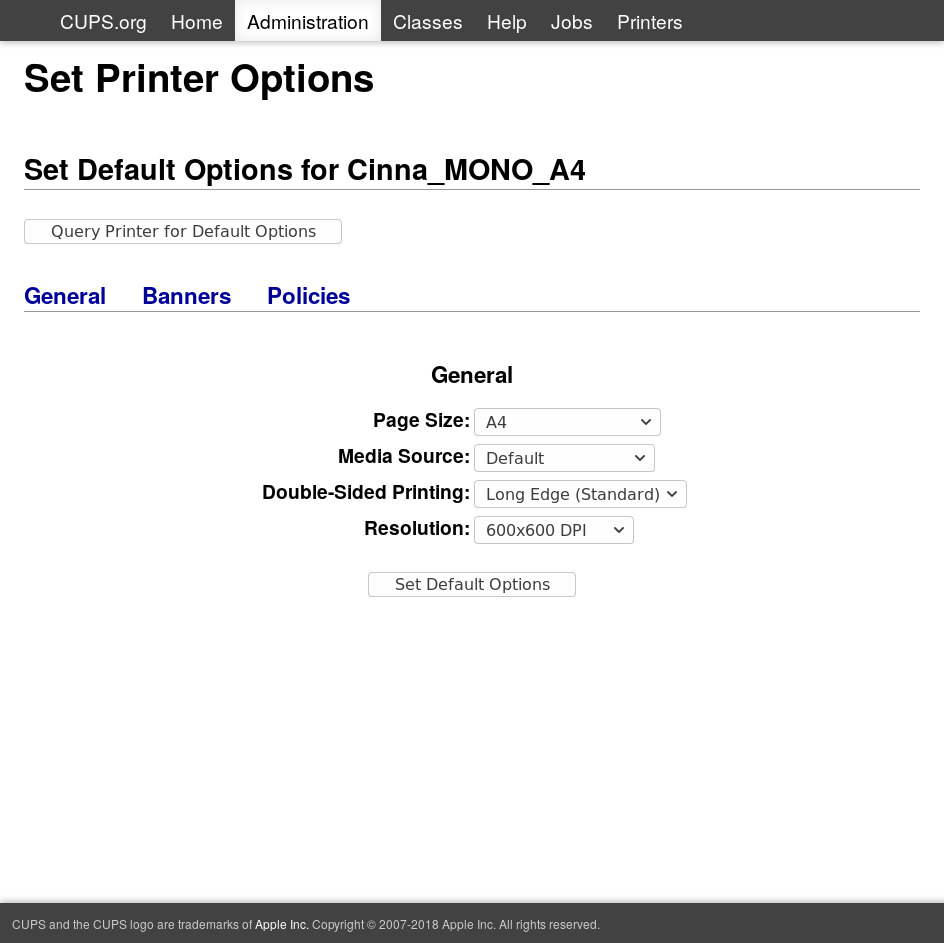 CUPS.org Home Administration Classes Help Jobs Printers
Set Printer Options
Set Default Options for Cinna_MONO_A4
Query Printer for Default Options
General Banners Policies
General
Page Size: A4
Media Source: Default
Double-Sided Printing: Long Edge (Standard)
Resolution: 600x600 DPI
Set Default Options
CUPS and the CUPS logo are trademarks of Apple Inc. Copyright © 2007-2018 Apple Inc. All rights reserved.